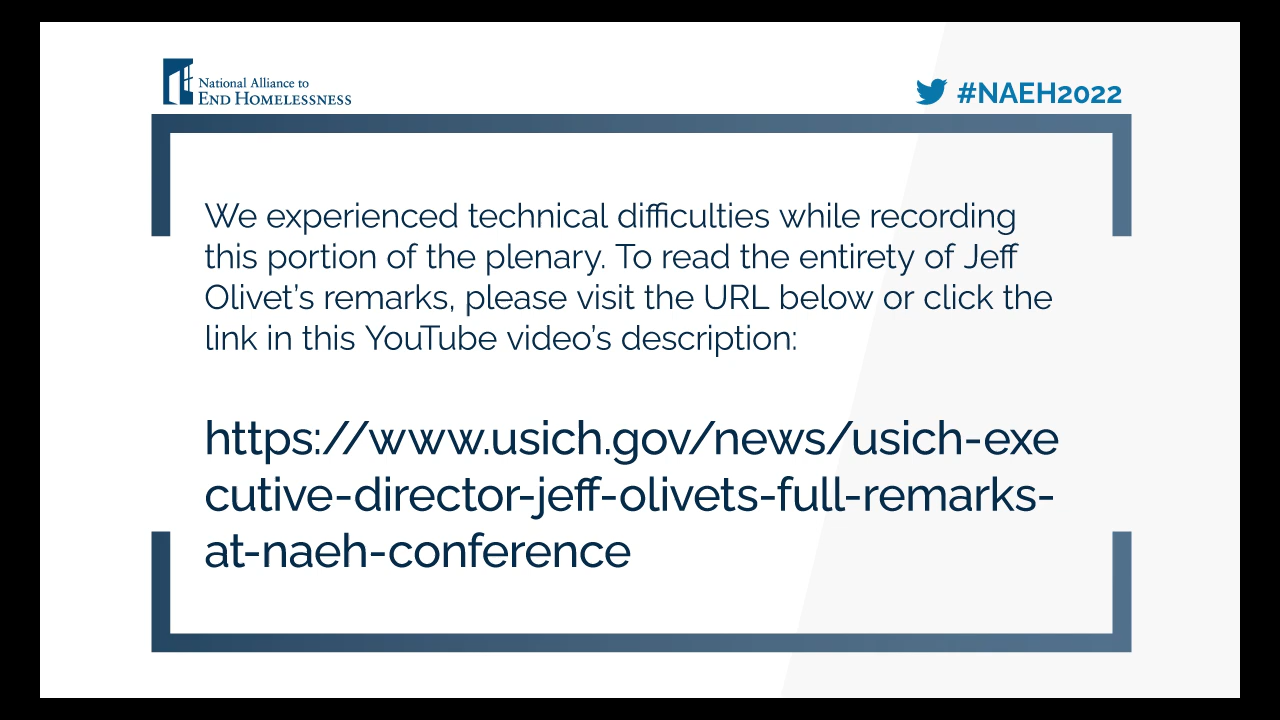 National Alliance to
END HOMELESSNESS
#NAEH2022
We experienced technical difficulties while recording
this portion of the plenary. To read the entirety of Jeff
Olivet's remarks, please visit the URL below or click the
link in this YouTube video's description:
https://www.usich.gov/news/usich-exe
cutive-director-jeff-olivets-full-remarks-
at-naeh-conference